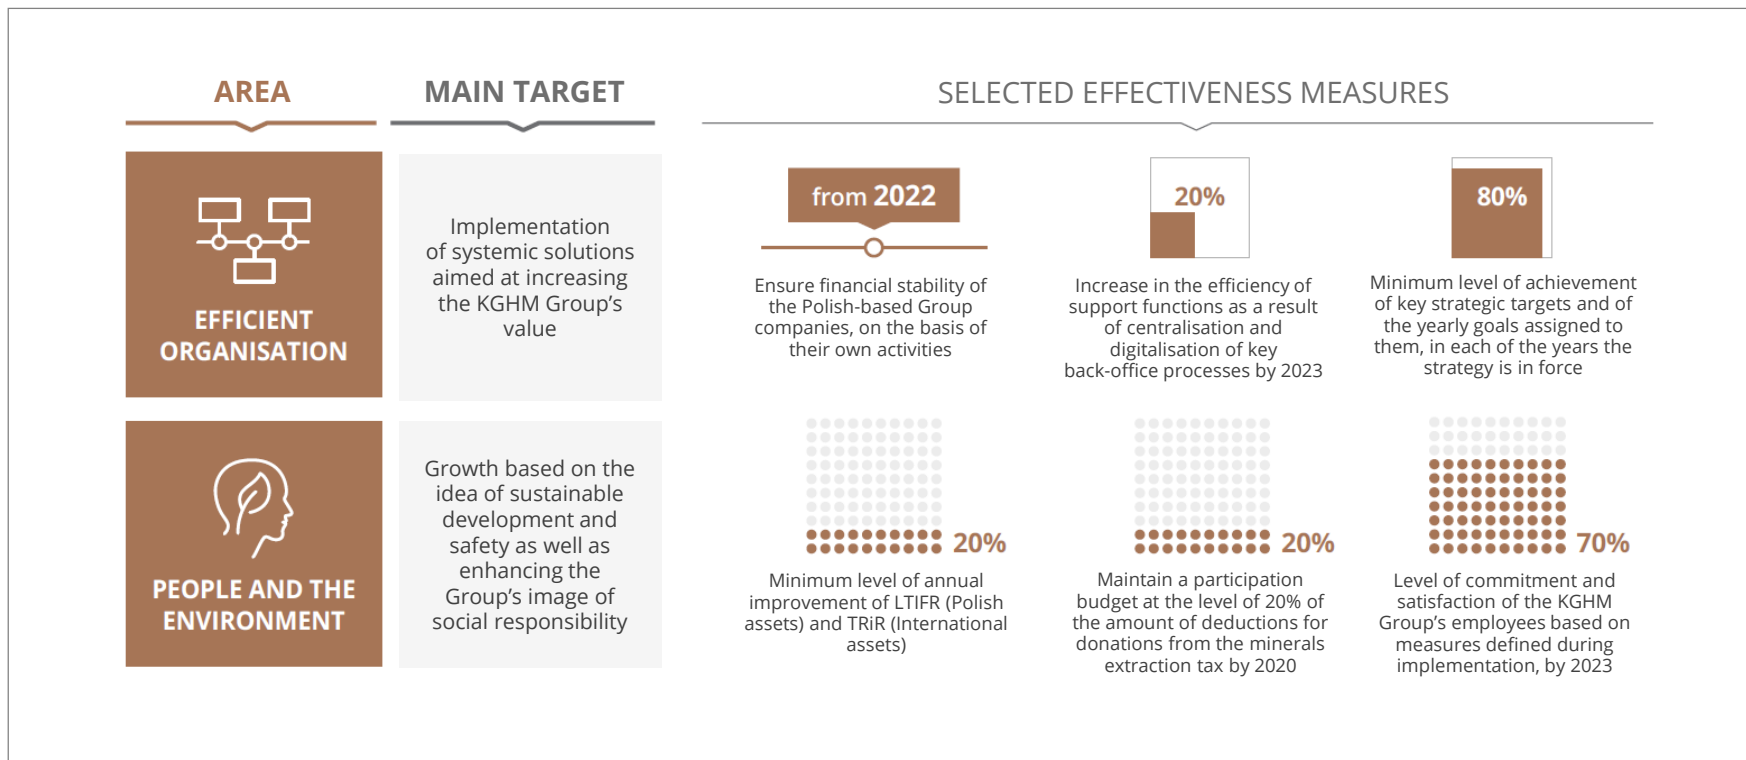 AREA
MAIN TARGET
SELECTED EFFECTIVENESS MEASURES
EFFICIENT
ORGANISATION
Implementation
of systemic solutions
aimed at increasing
the KGHM Group's
value
from 2022
Ensure financial stability of
the Polish-based Group
companies, on the basis of
their own activities
20%
Increase in the efficiency of
support functions as a result
of centralisation and
digitalisation of key
back-office processes by 2023
80%
Minimum level of achievement
of key strategic targets and of
the yearly goals assigned to
them, in each of the years the
strategy is in force
PEOPLE AND THE
ENVIRONMENT
Growth based on the
idea of sustainable
development and
safety as well as
enhancing the
Group's image of
social responsibility
20%
Minimum level of annual
improvement of LTIFR (Polish
assets) and TRiR (International
assets)
20%
Maintain a participation
budget at the level of 20% of
the amount of deductions for
donations from the minerals
extraction tax by 2020
70%
Level of commitment and
satisfaction of the KGHM
Group's employees based on
measures defined during
implementation, by 2023